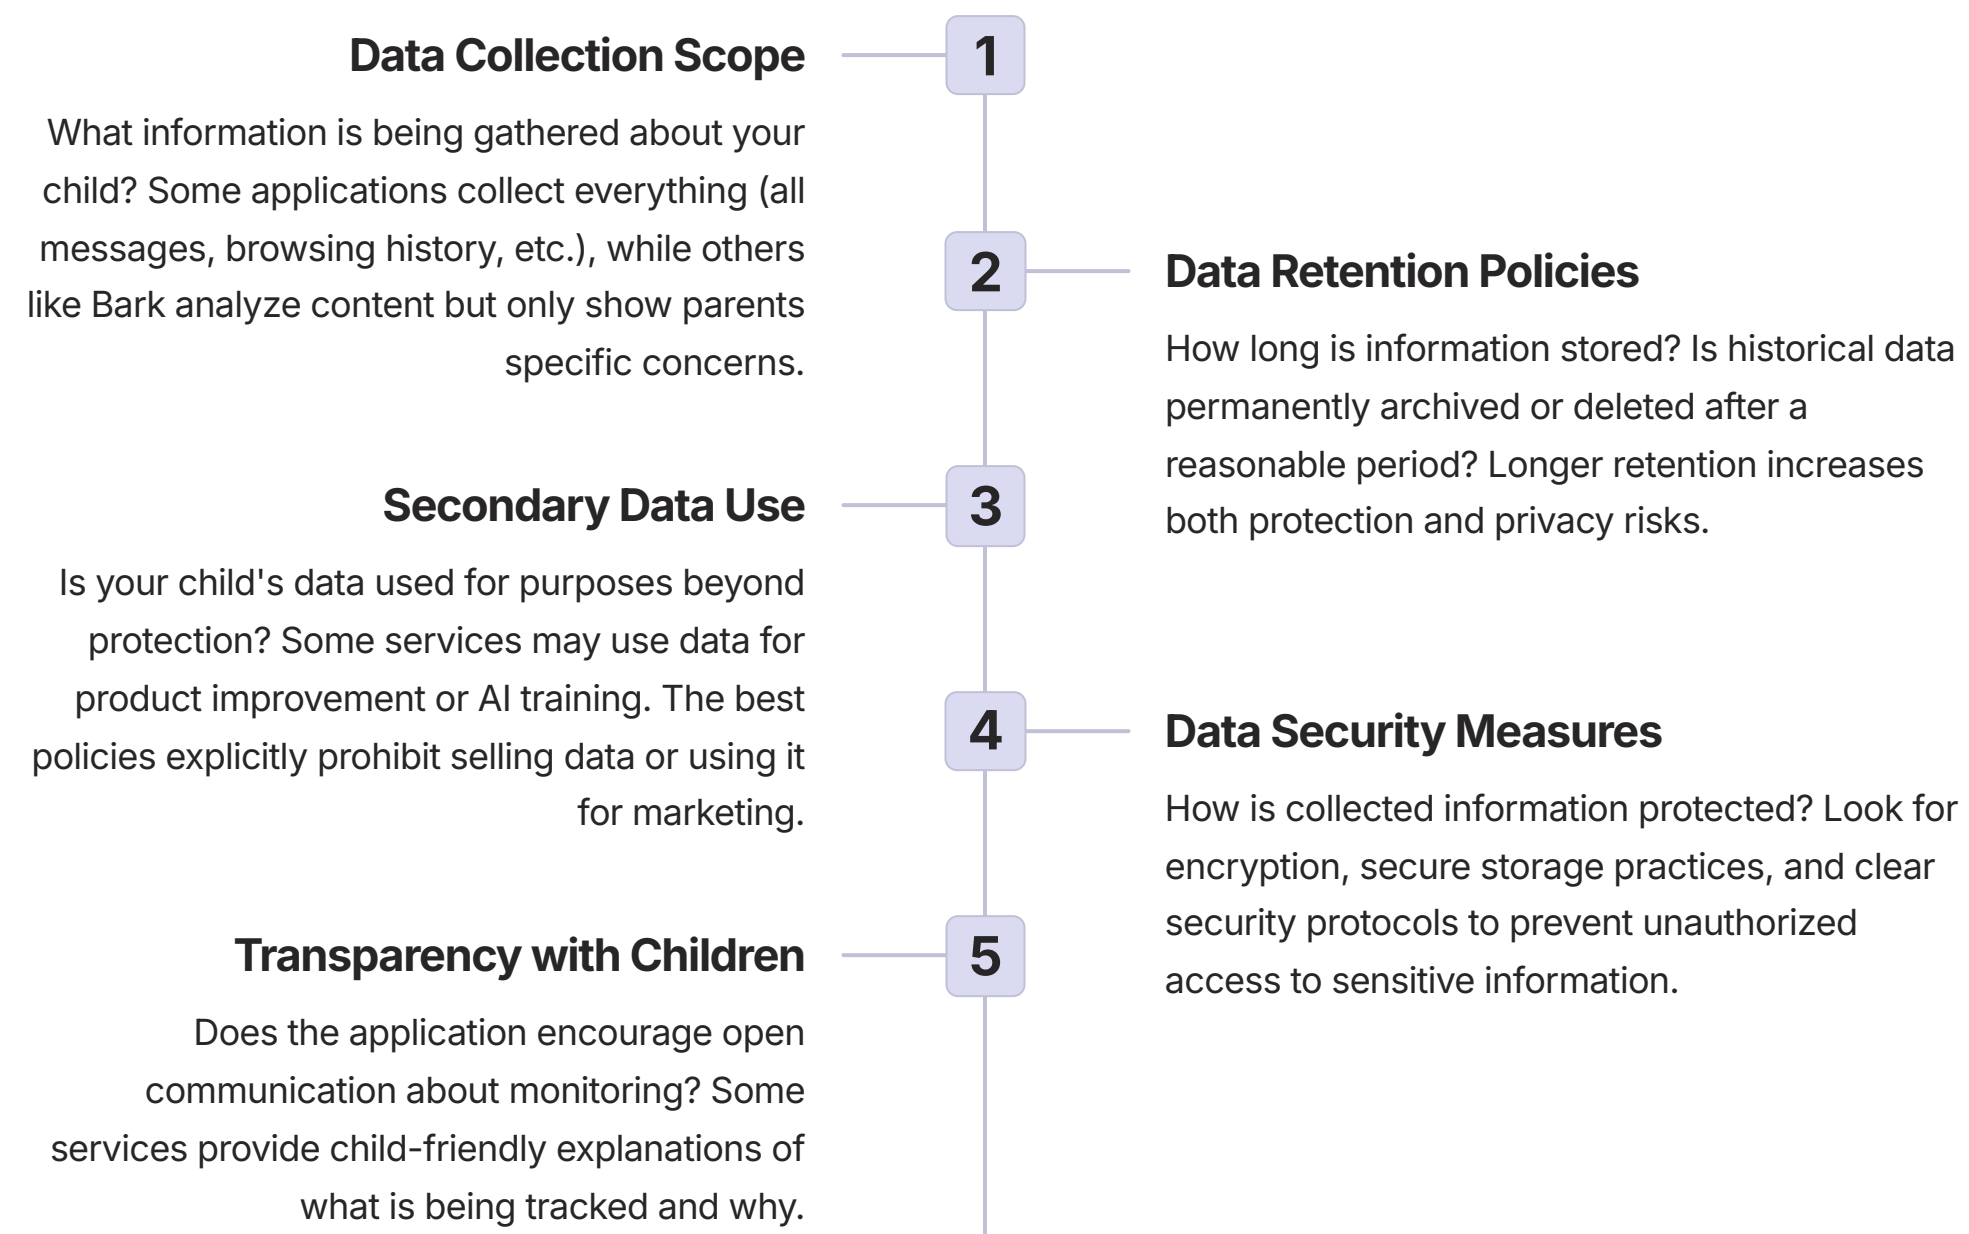 1
Data Collection Scope
What information is being gathered about your
child? Some applications collect everything (all
messages, browsing history, etc.), while others
like Bark analyze content but only show parents
specific concerns.
2
Data Retention Policies
How long is information stored? Is historical data
permanently archived or deleted after a
reasonable period? Longer retention increases
both protection and privacy risks.
3
Secondary Data Use
Is your child's data used for purposes beyond
protection? Some services may use data for
product improvement or AI training. The best
policies explicitly prohibit selling data or using it
for marketing.
4
Data Security Measures
How is collected information protected? Look for
encryption, secure storage practices, and clear
security protocols to prevent unauthorized
access to sensitive information.
5
Transparency with Children
Does the application encourage open
communication about monitoring? Some
services provide child-friendly explanations of
what is being tracked and why.